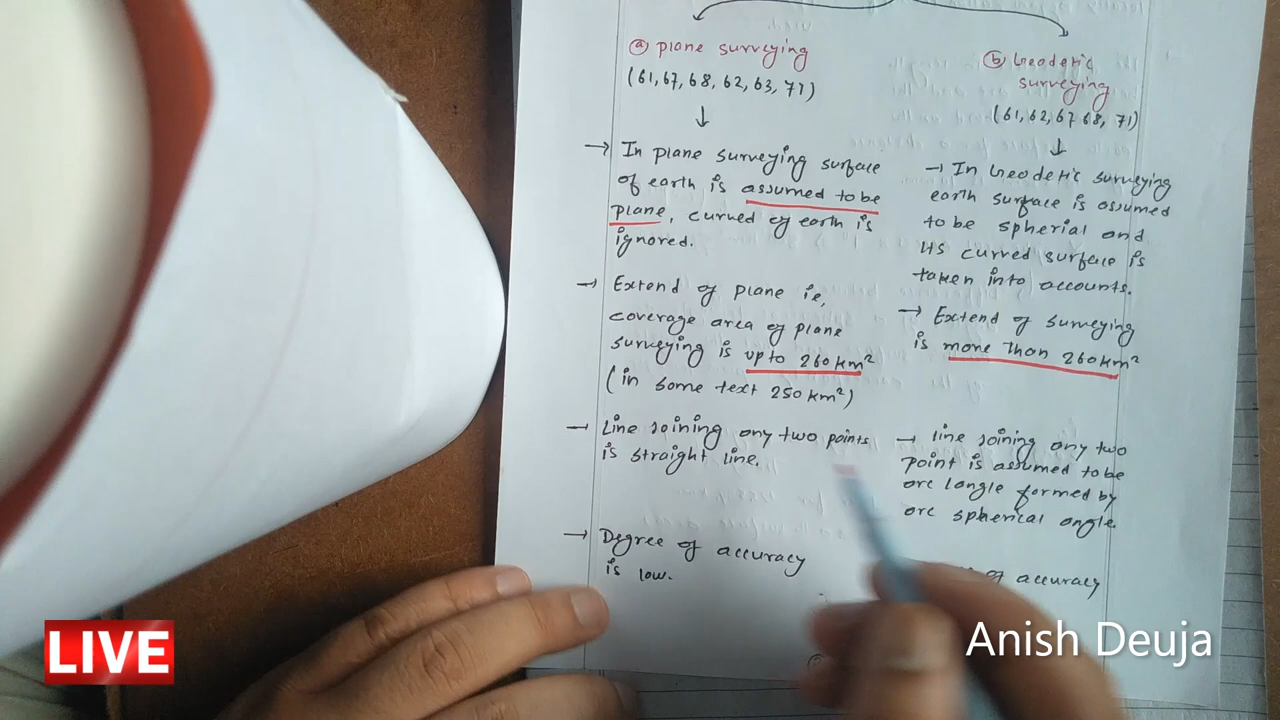 ⓐ plane surveying
(61, 67, 68, 62, 63, 71)
→ In plane surveying surface
of earth is assumed to be
plane, curved of earth is
ignored.
→ Extend of plane ie,
coverage area of plane
surveying is upto 260 km²
(in some text 250 km²)
→ Line joining any two points
is straight line.
→ Degree of accuracy
is low.
ⓑ Geodetic
surveying
(61, 62, 67 68, 71)
→ In Geodetic surveying
earth surface is assumed
to be spherial and
its curved surface is
taken into accounts.
→ Extend of surveying
is more than 260 km²
→ line joining any two
point is assumed to be
arc langle formed by
arc spherical angle.
of accuracy
LIVE
Anish Deuja